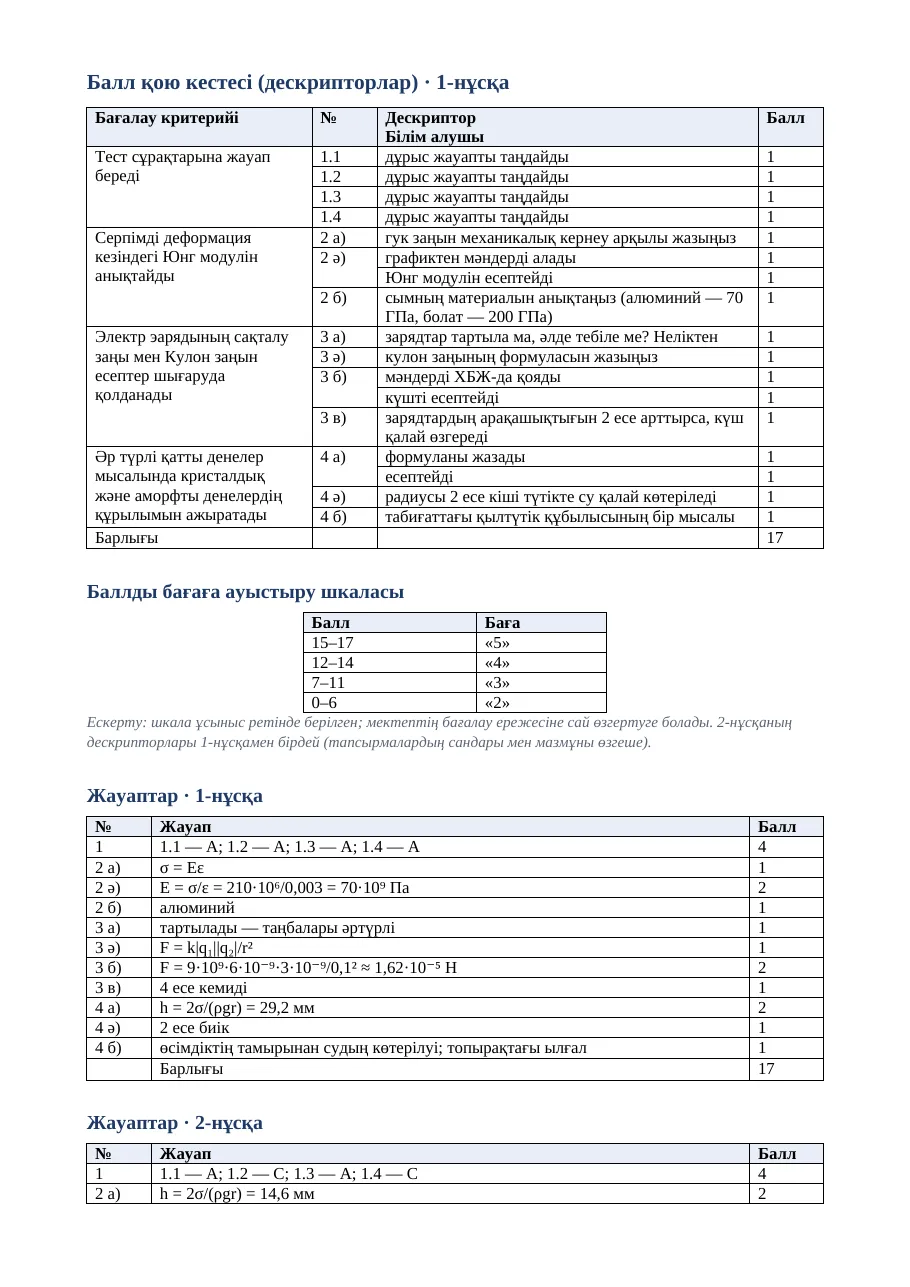 Балл қою кестесі (дескрипторлар) · 1-нұсқа
Бағалау критерийі № Дескриптор Балл
Білім алушы
Тест сұрақтарына жауап 1.1 дұрыс жауапты таңдайды 1
береді 1.2 дұрыс жауапты таңдайды 1
1.3 дұрыс жауапты таңдайды 1
1.4 дұрыс жауапты таңдайды 1
Серпімді деформация 2 а) гук заңын механикалық кернеу арқылы жазыңыз 1
кезіндегі Юнг модулін 2 ә) графиктен мәндерді алады 1
анықтайды Юнг модулін есептейді 1
2 б) сымның материалын анықтаңыз (алюминий — 70 1
ГПа, болат — 200 ГПа)
Электр эарядының сақталу 3 а) зарядтар тартыла ма, әлде тебіле ме? Неліктен 1
заңы мен Кулон заңын 3 ә) кулон заңының формуласын жазыңыз 1
есептер шығаруда 3 б) мәндерді ХБЖ-да қояды 1
қолданады күшті есептейді 1
3 в) зарядтардың арақашықтығын 2 есе арттырса, күш 1
қалай өзгереді
Әр түрлі қатты денелер 4 а) формуланы жазады 1
мысалында кристалдық есептейді 1
және аморфты денелердің 4 ә) радиусы 2 есе кіші түтікте су қалай көтеріледі 1
құрылымын ажыратады 4 б) табиғаттағы қылтүтік құбылысының бір мысалы 1
Барлығы 17
Баллды бағаға ауыстыру шкаласы
Балл Баға
15–17 «5»
12–14 «4»
7–11 «3»
0–6 «2»
Ескерту: шкала ұсыныс ретінде берілген; мектептің бағалау ережесіне сай өзгертуге болады. 2-нұсқаның
дескрипторлары 1-нұсқамен бірдей (тапсырмалардың сандары мен мазмұны өзгеше).
Жауаптар · 1-нұсқа
№ Жауап Балл
1 1.1 — A; 1.2 — A; 1.3 — A; 1.4 — A 4
2 а) σ = Eε 1
2 ә) E = σ/ε = 210·10⁶/0,003 = 70·10⁹ Па 2
2 б) алюминий 1
3 а) тартылады — таңбалары әртүрлі 1
3 ә) F = k|q₁||q₂|/r² 1
3 б) F = 9·10⁹·6·10⁻⁹·3·10⁻⁹/0,1² ≈ 1,62·10⁻⁵ Н 2
3 в) 4 есе кемиді 1
4 а) h = 2σ/(ρgr) = 29,2 мм 2
4 ә) 2 есе биік 1
4 б) өсімдіктің тамырынан судың көтерілуі; топырақтағы ылғал 1
Барлығы 17
Жауаптар · 2-нұсқа
№ Жауап Балл
1 1.1 — A; 1.2 — C; 1.3 — A; 1.4 — C 4
2 а) h = 2σ/(ρgr) = 14,6 мм 2